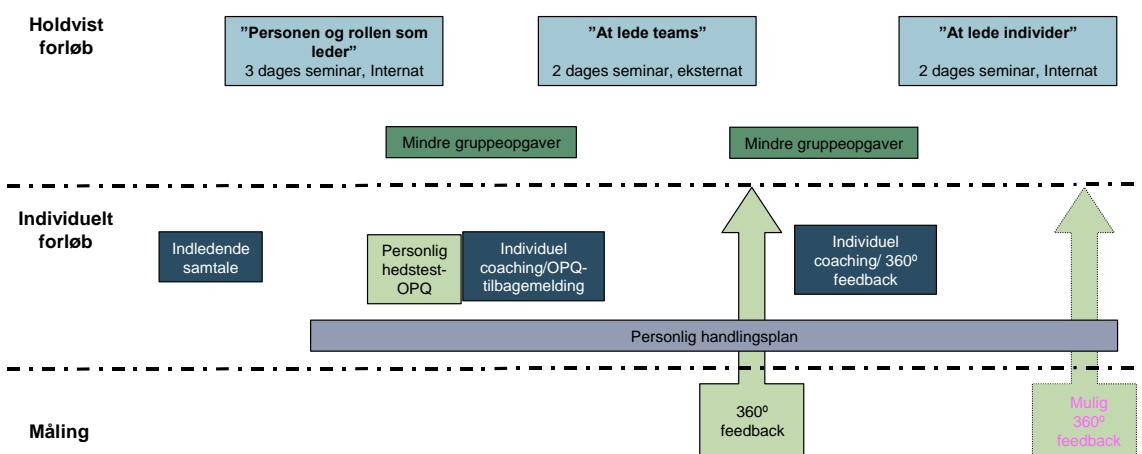 Holdvist
forløb
”Personen og rollen som
leder”
3 dages seminar, Internat
”At lede teams”
2 dages seminar, eksternat
”At lede individer”
2 dages seminar, Internat
Mindre gruppeopgaver
Mindre gruppeopgaver
Individuelt
forløb
Indledende
samtale
Personlig
hedstest-
OPQ
Individuel
coaching/OPQ-
tilbagemelding
Individuel
coaching/ 360º
feedback
Personlig handlingsplan
Måling
360º
feedback
Mulig
360º
feedback